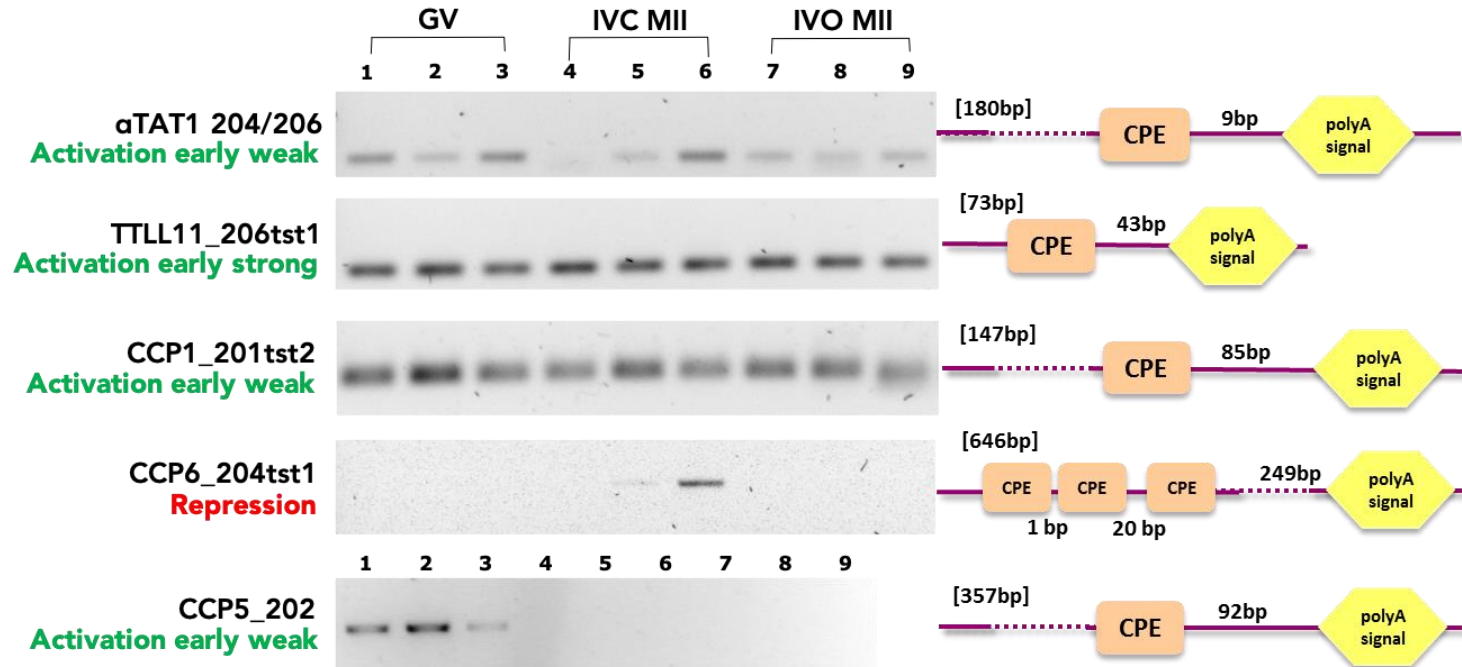 GV IVC MII IVO MII
1 2 3 4 5 6 7 8 9
αTAT1 204/206
Activation early weak
[180bp]
CPE
9bp
polyA
signal
TTLL11_206tst1
Activation early strong
[73bp]
CPE
43bp
polyA
signal
CCP1_201tst2
Activation early weak
[147bp]
CPE
85bp
polyA
signal
CCP6_204tst1
Repression
[646bp]
CPE CPE CPE
249bp
1 bp 20 bp
polyA
signal
1 2 3 4 5 6 7 8 9
CCP5_202
Activation early weak
[357bp]
CPE
92bp
polyA
signal